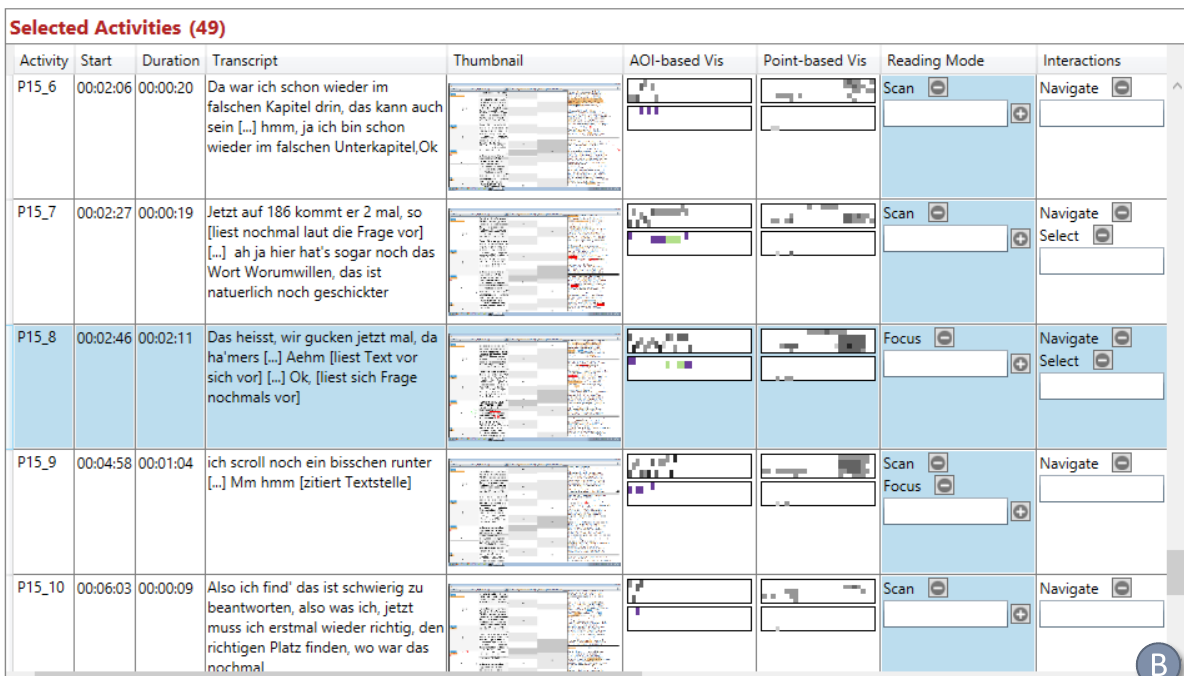 Selected Activities (49)
Activity Start Duration Transcript Thumbnail AOI-based Vis Point-based Vis Reading Mode Interactions
P15_6 00:02:06 00:00:20 Da war ich schon wieder im
falschen Kapitel drin, das kann auch
sein [...] hmm, ja ich bin schon
wieder im falschen Unterkapitel,Ok
Scan
Navigate
P15_7 00:02:27 00:00:19 Jetzt auf 186 kommt er 2 mal, so
[liest nochmal laut die Frage vor]
[...] ah ja hier hat's sogar noch das
Wort Worumwillen, das ist
natuerlich noch geschickter
Scan
Navigate
Select
P15_8 00:02:46 00:02:11 Das heisst, wir gucken jetzt mal, da
ha'mers [...] Aehm [liest Text vor
sich vor] [...] Ok, [liest sich Frage
nochmals vor]
Focus
Navigate
Select
P15_9 00:04:58 00:01:04 ich scroll noch ein bisschen runter
[...] Mm hmm [zitiert Textstelle]
Scan
Focus
Navigate
P15_10 00:06:03 00:00:09 Also ich find' das ist schwierig zu
beantworten, also was ich, jetzt
muss ich erstmal wieder richtig, den
richtigen Platz finden, wo war das
nochmal
Scan
Navigate
B